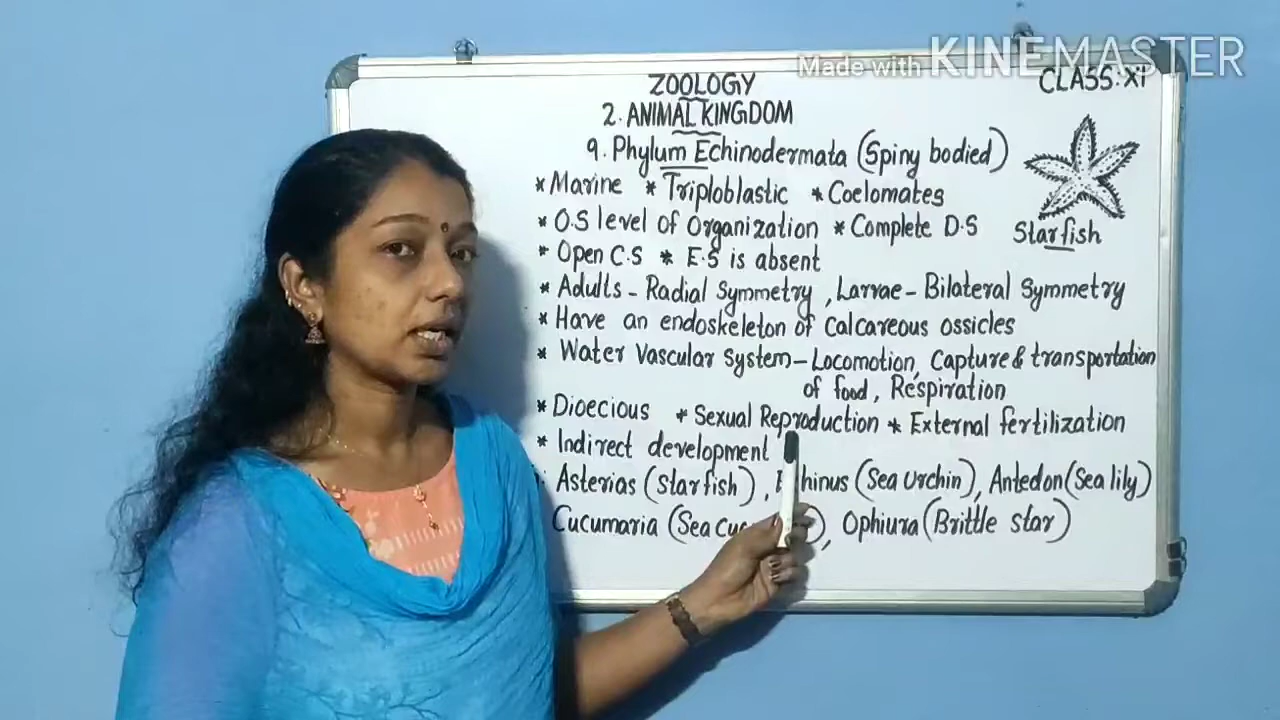 Made with KINEMASTER
ZOOLOGY
CLASS:XI
2. ANIMAL KINGDOM
9. Phylum Echinodermata (Spiny bodied)
* Marine * Triploblastic * Coelomates
* O.S level of Organization * Complete D.S
Starfish
* Open C.S * E.S is absent
* Adults - Radial Symmetry , Larvae - Bilateral Symmetry
* Have an endoskeleton of Calcareous ossicles
* Water Vascular System - Locomotion, Capture & transportation
of food, Respiration
* Dioecious * Sexual Reproduction * External fertilization
* Indirect development
Asterias (Starfish), (Sea Urchin), Antedon (Sea lily)
Cucumaria (Sea , Ophiura (Brittle star)